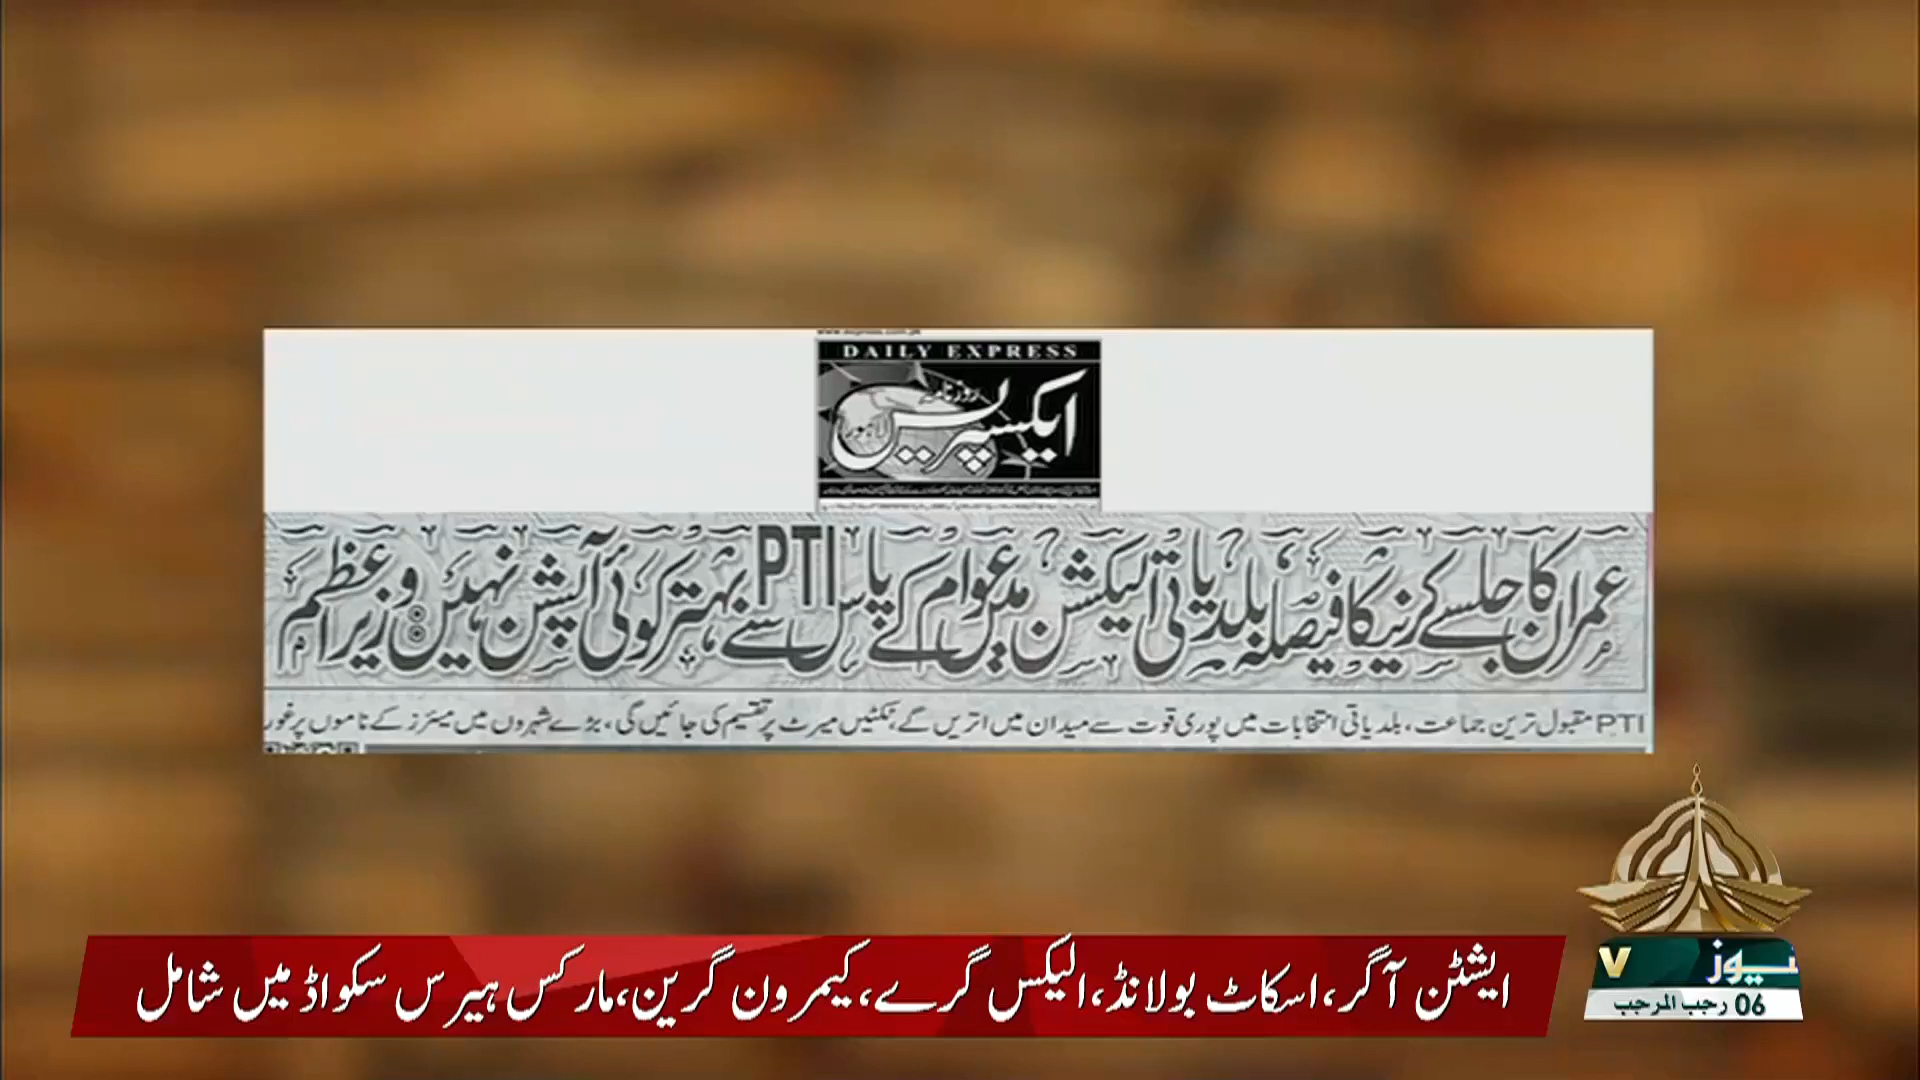 DAILY EXPRESS
روزنامہ
ایکسپریس
لاہور
عمران کا جلسے کرنیکا فیصلہ بلدیاتی الیکشن میں عوام کے پاس PTI سے بہتر کوئی آپشن نہیں وزیراعظم
PTI مقبول ترین جماعت، بلدیاتی انتخابات میں پوری قوت سے میدان میں اتریں گے، ٹکٹیں میرٹ پر تقسیم کی جائیں گی، بڑے شہروں میں میئرز کے ناموں پر غور
ایشٹن آگر، اسکاٹ بولانڈ، الیکس گرے، کیمرون گرین، مارکس ہیرس سکواڈ میں شامل
نیوز V
06 رجب المرجب